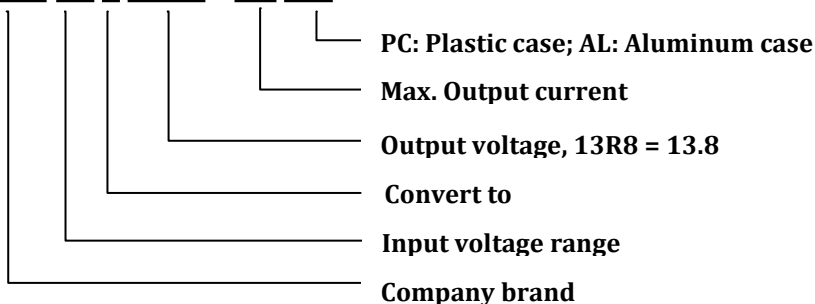 PC: Plastic case; AL: Aluminum case
Max. Output current
Output voltage, 13R8 = 13.8
Convert to
Input voltage range
Company brand